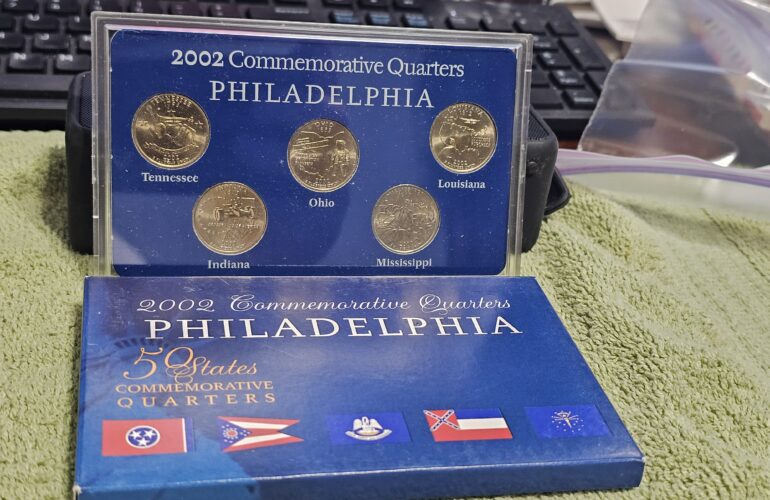 2002 Commemorative Quarters
PHILADELPHIA
Tennessee
Ohio
Louisiana
Indiana
Mississippi
2002 Commemorative Quarters
PHILADELPHIA
50 States
COMMEMORATIVE
QUARTERS